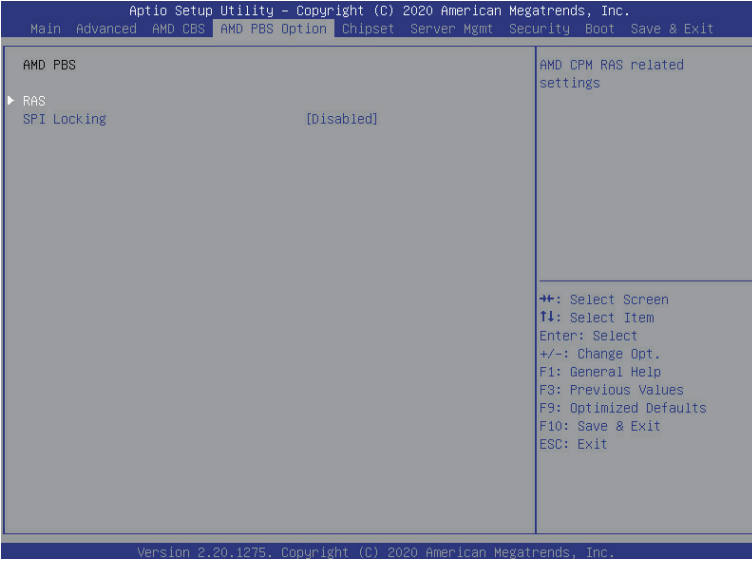 Aptio Setup Utility – Copyright (C) 2020 American Megatrends, Inc.
Main Advanced AMD CBS AMD PBS Option Chipset Server Mgmt Security Boot Save & Exit
AMD PBS
RAS
SPI Locking [Disabled]
AMD CPM RAS related
settings
→←: Select Screen
↑↓: Select Item
Enter: Select
+/-: Change Opt.
F1: General Help
F3: Previous Values
F9: Optimized Defaults
F10: Save & Exit
ESC: Exit
Version 2.20.1275. Copyright (C) 2020 American Megatrends, Inc.